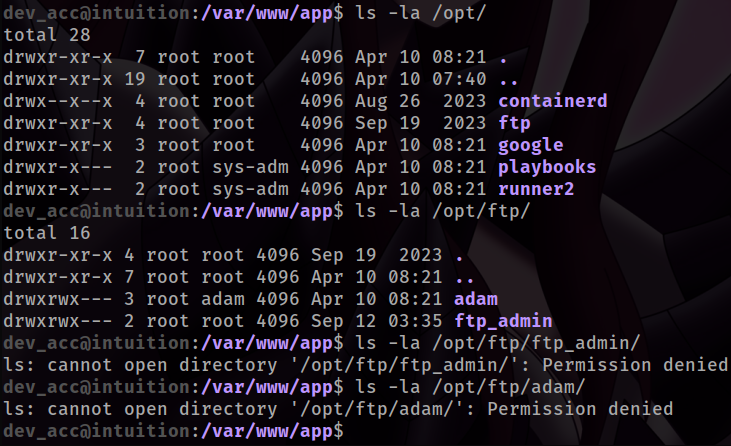 dev_acc@intuition:/var/www/app$ ls -la /opt/
total 28
drwxr-xr-x  7 root root    4096 Apr 10 08:21 .
drwxr-xr-x 19 root root    4096 Apr 10 07:40 ..
drwx--x--x  4 root root    4096 Aug 26  2023 containerd
drwxr-xr-x  4 root root    4096 Sep 19  2023 ftp
drwxr-xr-x  3 root root    4096 Apr 10 08:21 google
drwxr-x---  2 root sys-adm 4096 Apr 10 08:21 playbooks
drwxr-x---  2 root sys-adm 4096 Apr 10 08:21 runner2
dev_acc@intuition:/var/www/app$ ls -la /opt/ftp/
total 16
drwxr-xr-x 4 root root 4096 Sep 19  2023 .
drwxr-xr-x 7 root root 4096 Apr 10 08:21 ..
drwxrwx--- 3 root adam 4096 Apr 10 08:21 adam
drwxrwx--- 2 root root 4096 Sep 12 03:35 ftp_admin
dev_acc@intuition:/var/www/app$ ls -la /opt/ftp/ftp_admin/
ls: cannot open directory '/opt/ftp/ftp_admin/': Permission denied
dev_acc@intuition:/var/www/app$ ls -la /opt/ftp/adam/
ls: cannot open directory '/opt/ftp/adam/': Permission denied
dev_acc@intuition:/var/www/app$